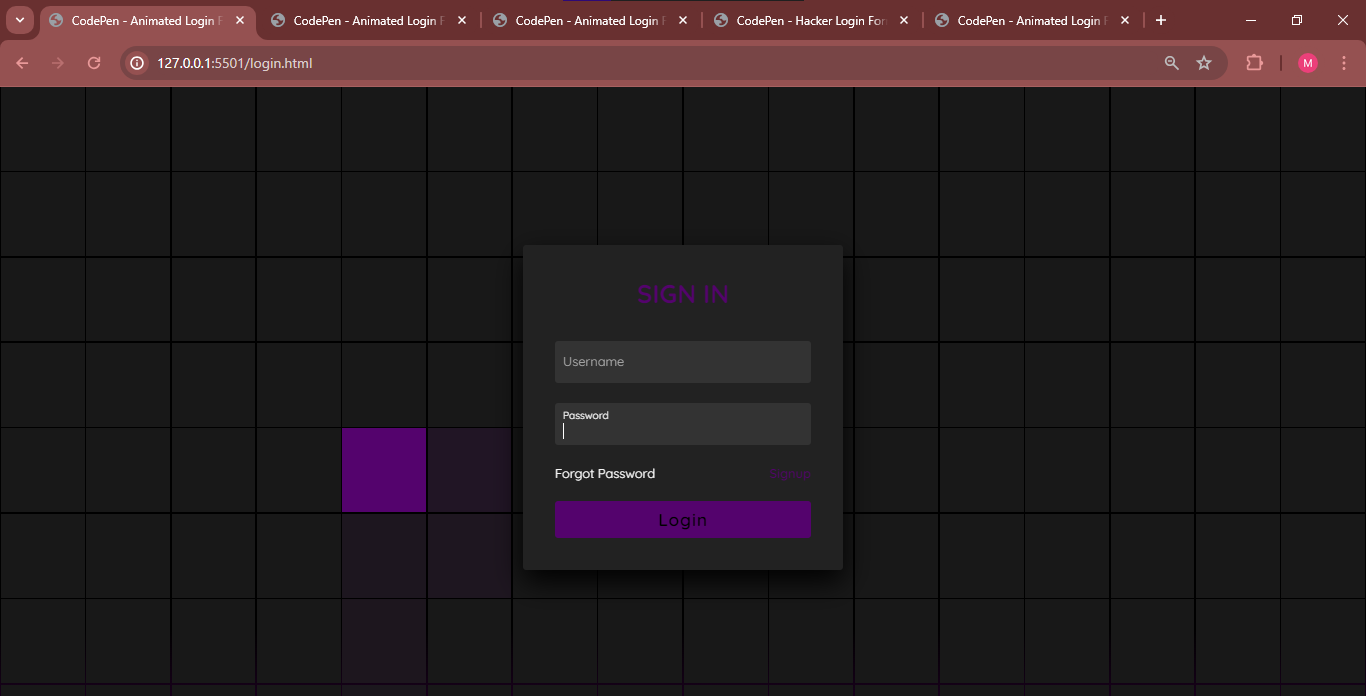 CodePen - Animated Login F
CodePen - Animated Login F
CodePen - Animated Login F
CodePen - Hacker Login For
CodePen - Animated Login F
127.0.0.1:5501/login.html
M
SIGN IN
Username
Password
Forgot Password
Signup
Login